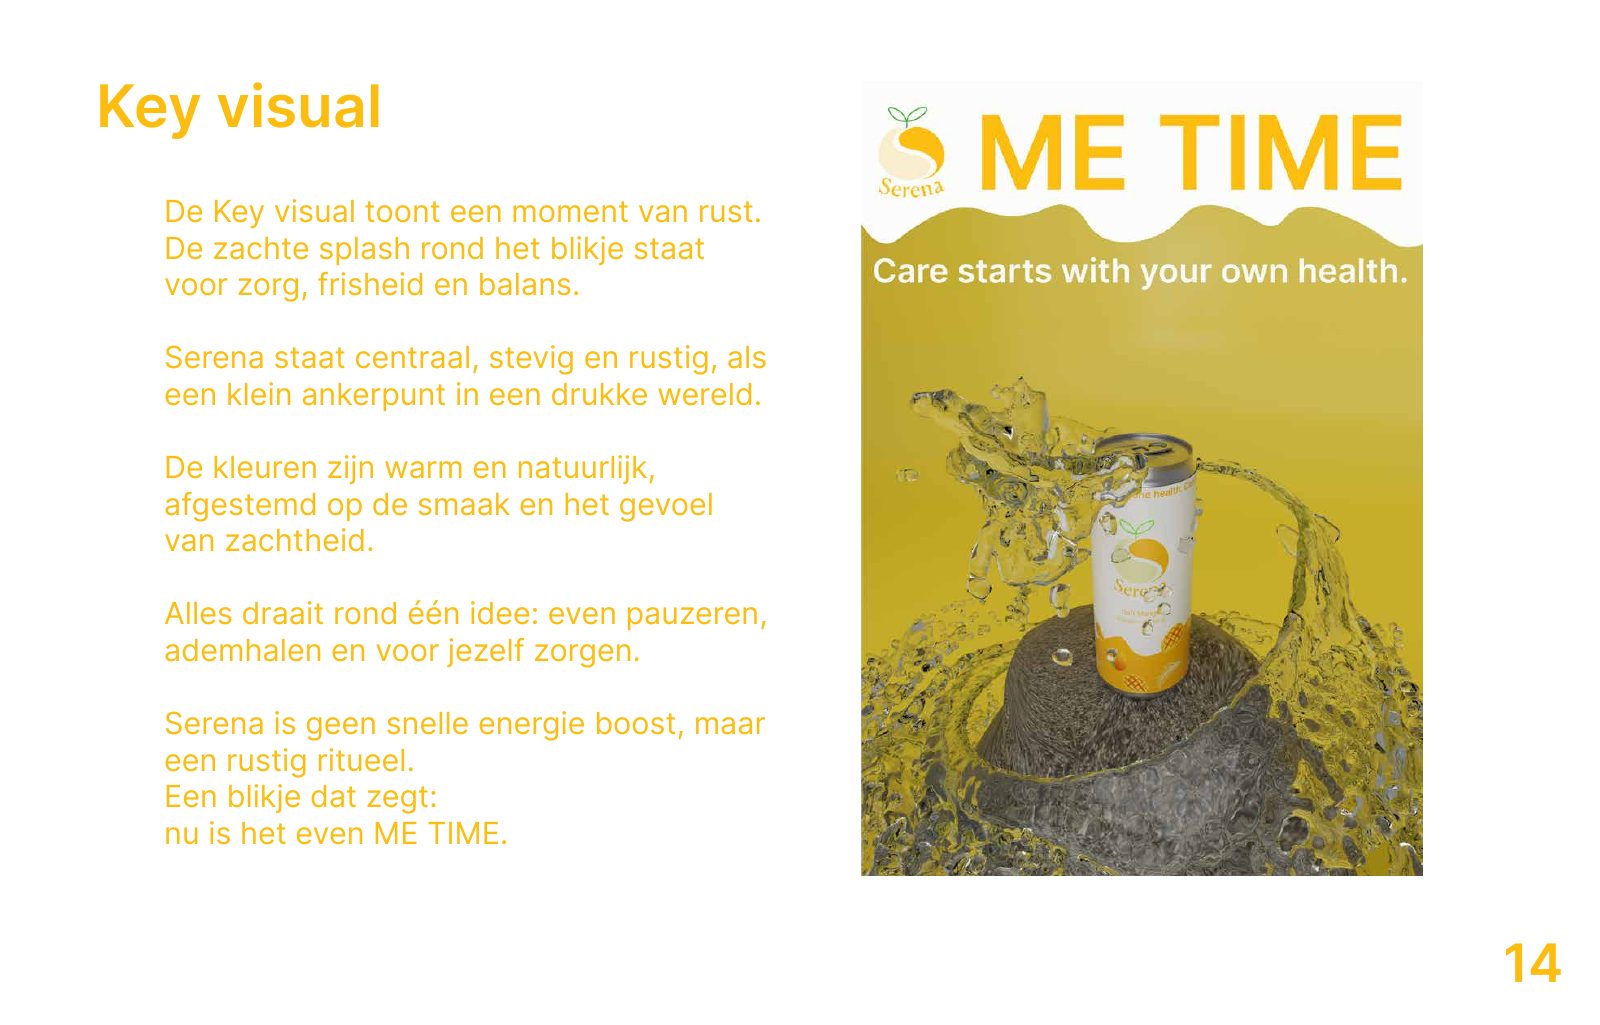 Key visual
De Key visual toont een moment van rust.
De zachte splash rond het blikje staat
voor zorg, frisheid en balans.
Serena staat centraal, stevig en rustig, als
een klein ankerpunt in een drukke wereld.
De kleuren zijn warm en natuurlijk,
afgestemd op de smaak en het gevoel
van zachtheid.
Alles draait rond één idee: even pauzeren,
ademhalen en voor jezelf zorgen.
Serena is geen snelle energie boost, maar
een rustig ritueel.
Een blikje dat zegt:
nu is het even ME TIME.
Serena
ME TIME
Care starts with your own health.
health.
Serena
14